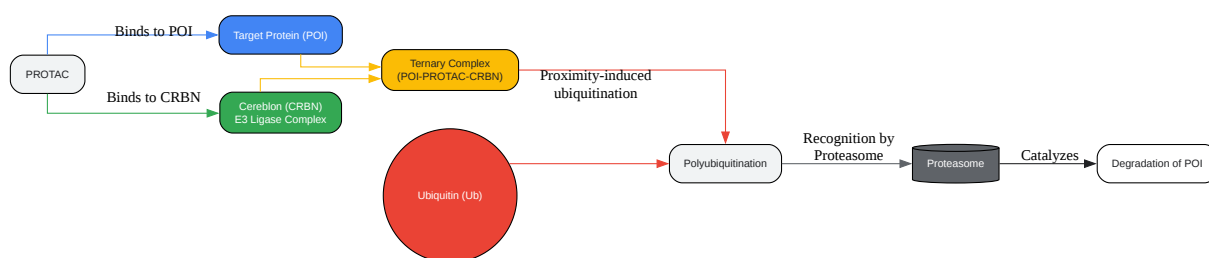 PROTAC
Binds to POI
Binds to CRBN
Target Protein (POI)
Cereblon (CRBN)
E3 Ligase Complex
Ternary Complex
(POI-PROTAC-CRBN)
Proximity-induced
ubiquitination
Ubiquitin (Ub)
Polyubiquitination
Recognition by
Proteasome
Proteasome
Catalyzes
Degradation of POI